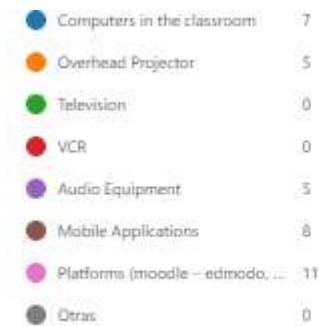 Computers in the classroom 7
Overhead Projector 5
Television 0
VCR 0
Audio Equipment 5
Mobile Applications 8
Platforms (moodle – edmodo, ... 11
Otras 0